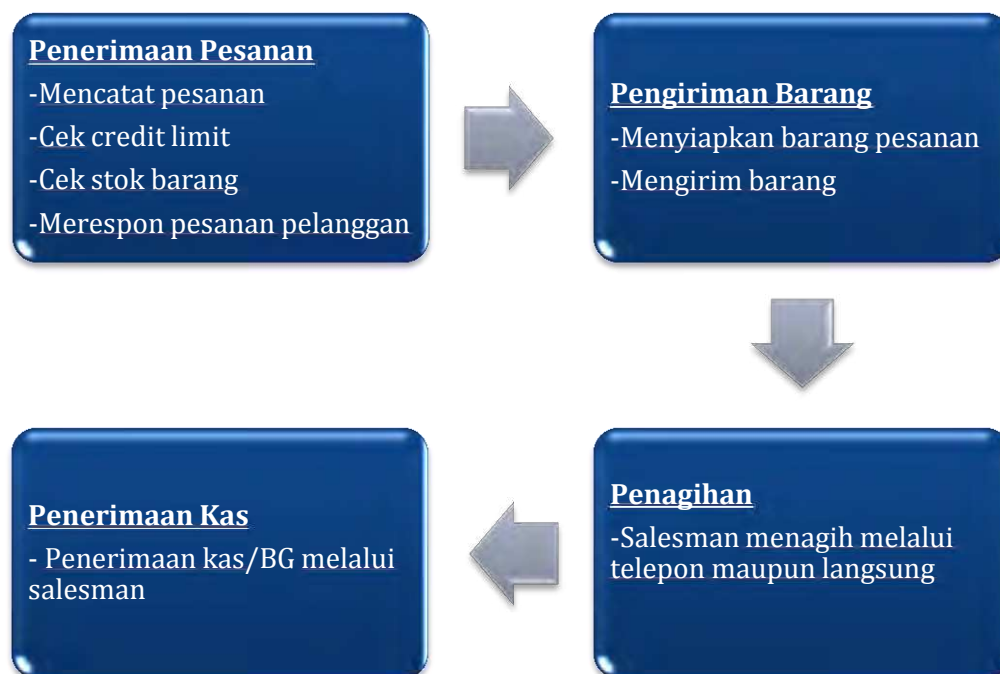 Penerimaan Pesanan
-Mencatat pesanan
-Cek credit limit
-Cek stok barang
-Merespon pesanan pelanggan
Pengiriman Barang
-Menyiapkan barang pesanan
-Mengirim barang
Penagihan
-Salesman menagih melalui
telepon maupun langsung
Penerimaan Kas
- Penerimaan kas/BG melalui
salesman